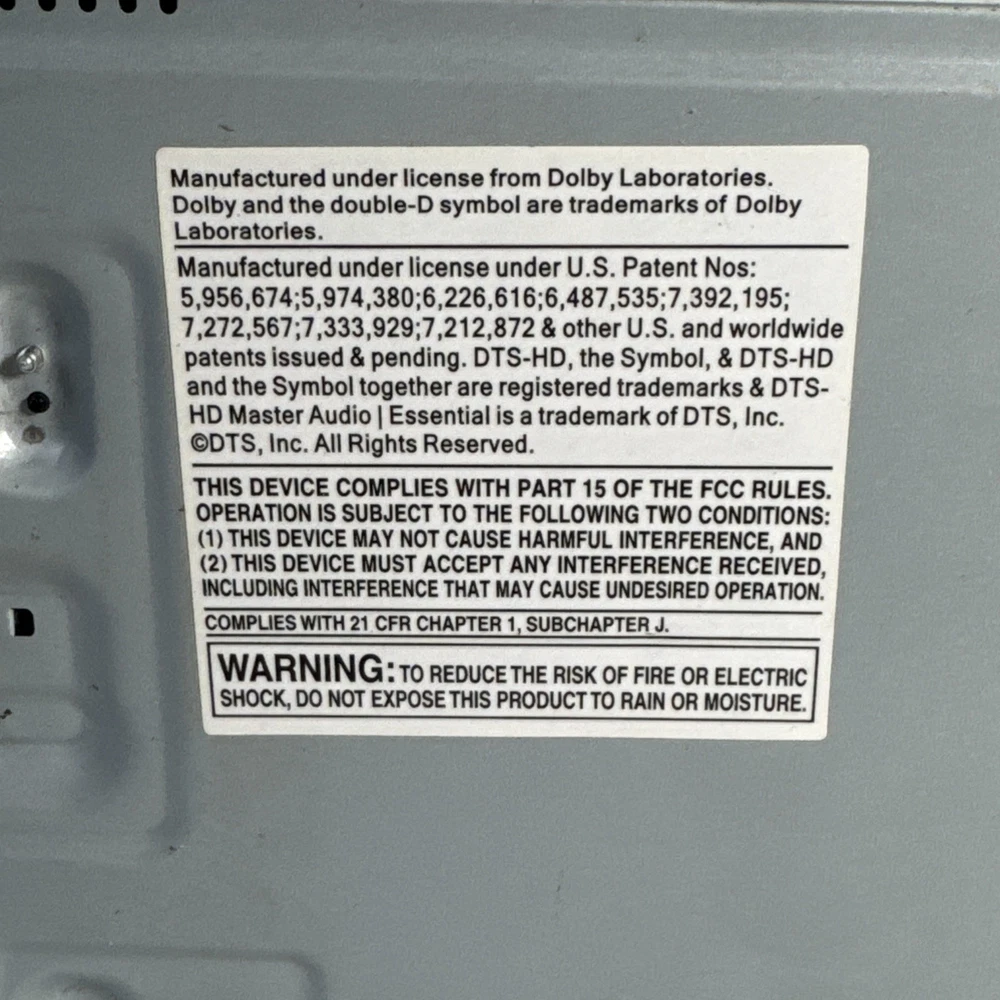 Manufactured under license from Dolby Laboratories.
Dolby and the double-D symbol are trademarks of Dolby
Laboratories.
Manufactured under license under U.S. Patent Nos:
5,956,674;5,974,380;6,226,616;6,487,535;7,392,195;
7,272,567;7,333,929;7,212,872 & other U.S. and worldwide
patents issued & pending. DTS-HD, the Symbol, & DTS-HD
and the Symbol together are registered trademarks & DTS-
HD Master Audio | Essential is a trademark of DTS, Inc.
©DTS, Inc. All Rights Reserved.
THIS DEVICE COMPLIES WITH PART 15 OF THE FCC RULES.
OPERATION IS SUBJECT TO THE FOLLOWING TWO CONDITIONS:
(1) THIS DEVICE MAY NOT CAUSE HARMFUL INTERFERENCE, AND
(2) THIS DEVICE MUST ACCEPT ANY INTERFERENCE RECEIVED,
INCLUDING INTERFERENCE THAT MAY CAUSE UNDESIRED OPERATION.
COMPLIES WITH 21 CFR CHAPTER 1, SUBCHAPTER J.
WARNING: TO REDUCE THE RISK OF FIRE OR ELECTRIC
SHOCK, DO NOT EXPOSE THIS PRODUCT TO RAIN OR MOISTURE.